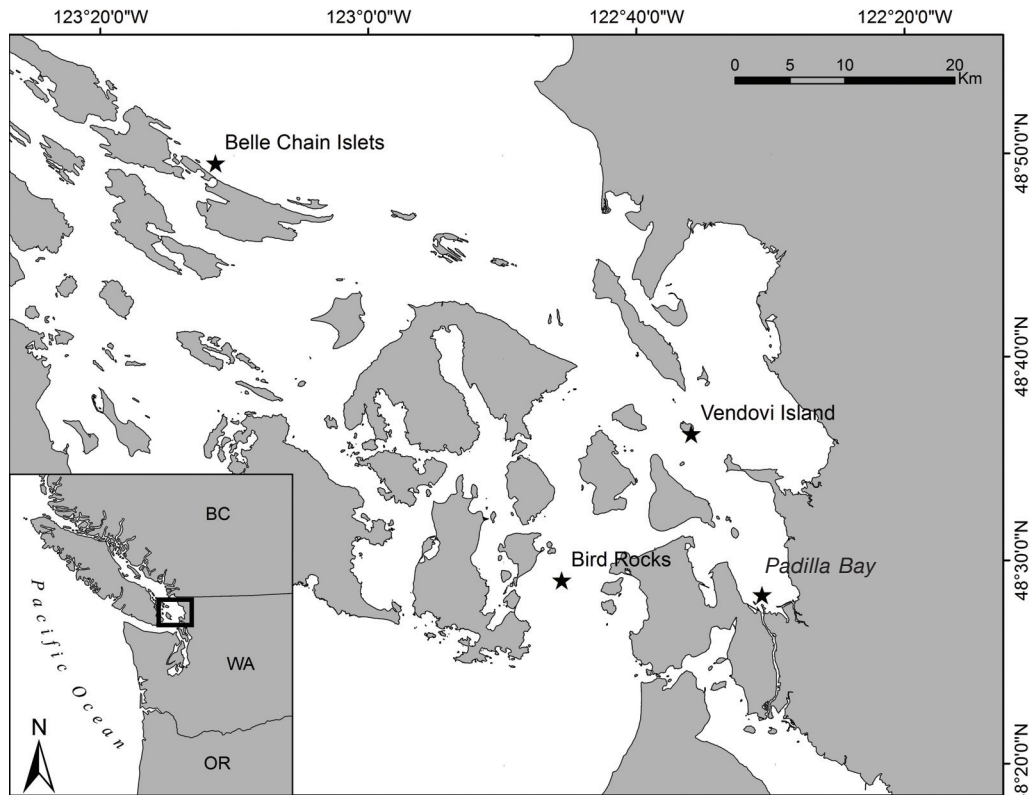 123°20'0"W 123°0'0"W 122°40'0"W 122°20'0"W
0 5 10 20
Km
48°50'0"N
Belle Chain Islets
48°40'0"N
Vendovi Island
BC
48°30'0"N
Bird Rocks
Padilla Bay
Pacific Ocean
WA
N
OR
8°20'0"N